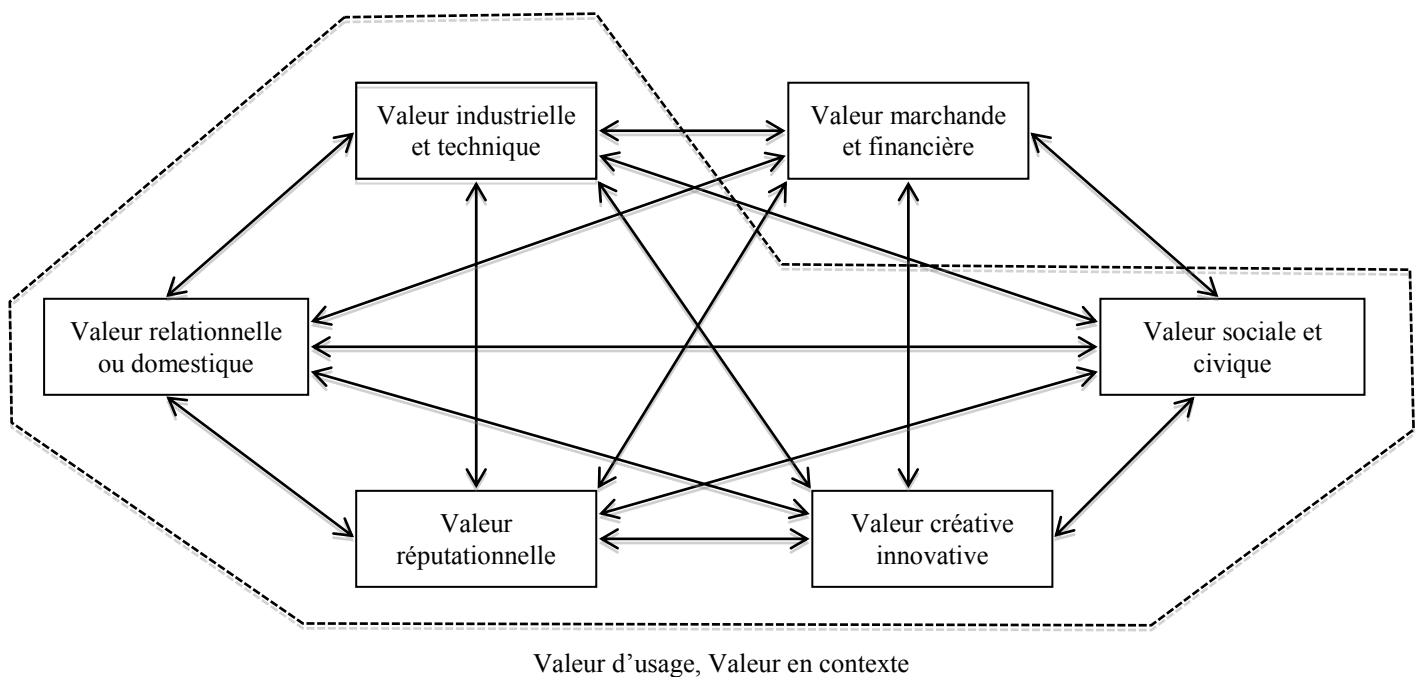 Valeur industrielle
et technique
Valeur marchande
et financière
Valeur relationnelle
ou domestique
Valeur sociale et
civique
Valeur
réputationnelle
Valeur créative
innovative
Valeur d’usage, Valeur en contexte